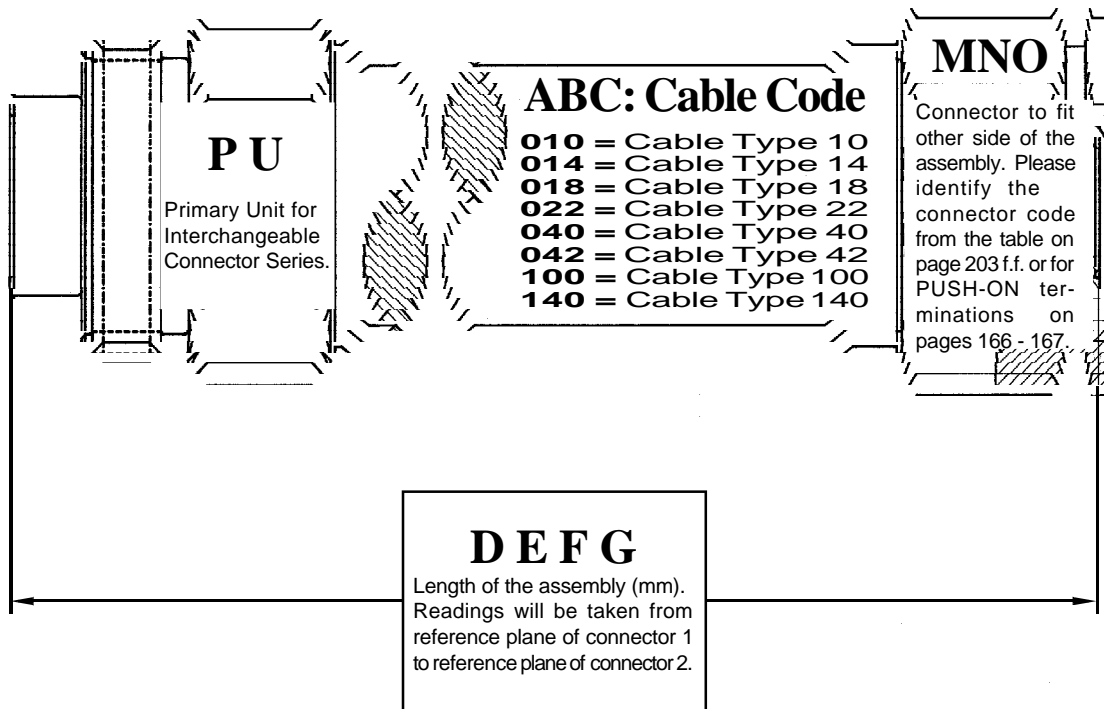 P U
Primary Unit for
Interchangeable
Connector Series.
ABC: Cable Code
010 = Cable Type 10
014 = Cable Type 14
018 = Cable Type 18
022 = Cable Type 22
040 = Cable Type 40
042 = Cable Type 42
100 = Cable Type 100
140 = Cable Type 140
MNO
Connector to fit
other side of the
assembly. Please
identify the
connector code
from the table on
page 203 f.f. or for
PUSH-ON ter-
minations on
pages 166 - 167.
D E F G
Length of the assembly (mm).
Readings will be taken from
reference plane of connector 1
to reference plane of connector 2.